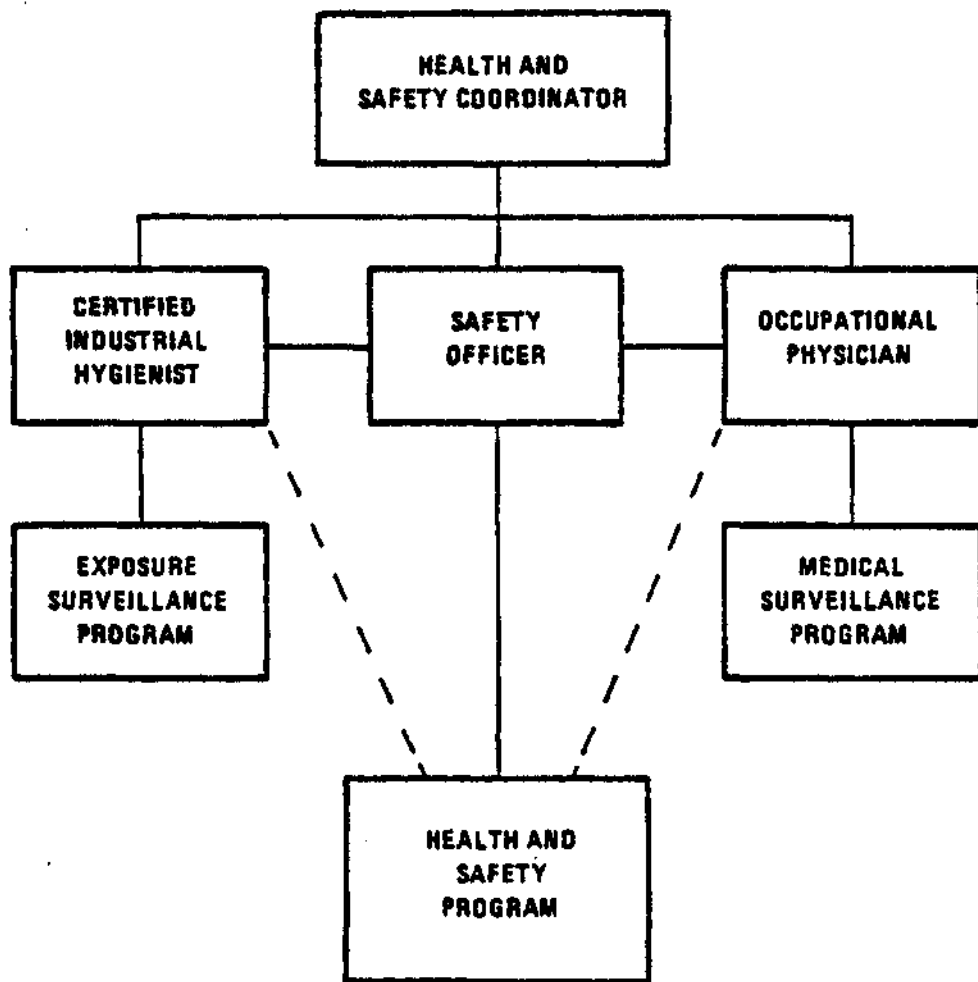 HEALTH AND
SAFETY COORDINATOR
CERTIFIED
INDUSTRIAL
HYGIENIST
SAFETY
OFFICER
OCCUPATIONAL
PHYSICIAN
EXPOSURE
SURVEILLANCE
PROGRAM
MEDICAL
SURVEILLANCE
PROGRAM
HEALTH AND
SAFETY
PROGRAM